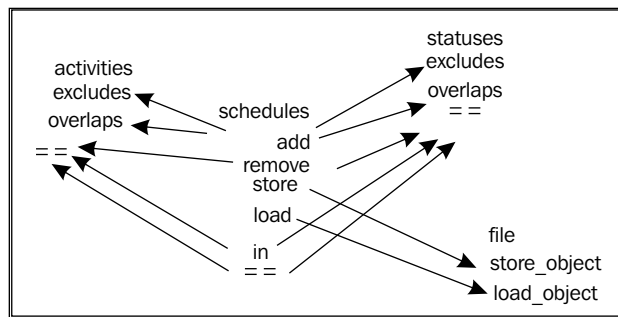 activities
excludes
overlaps
= =
schedules
add
remove
store
load
in
= =
statuses
excludes
overlaps
= =
file
store_object
load_object